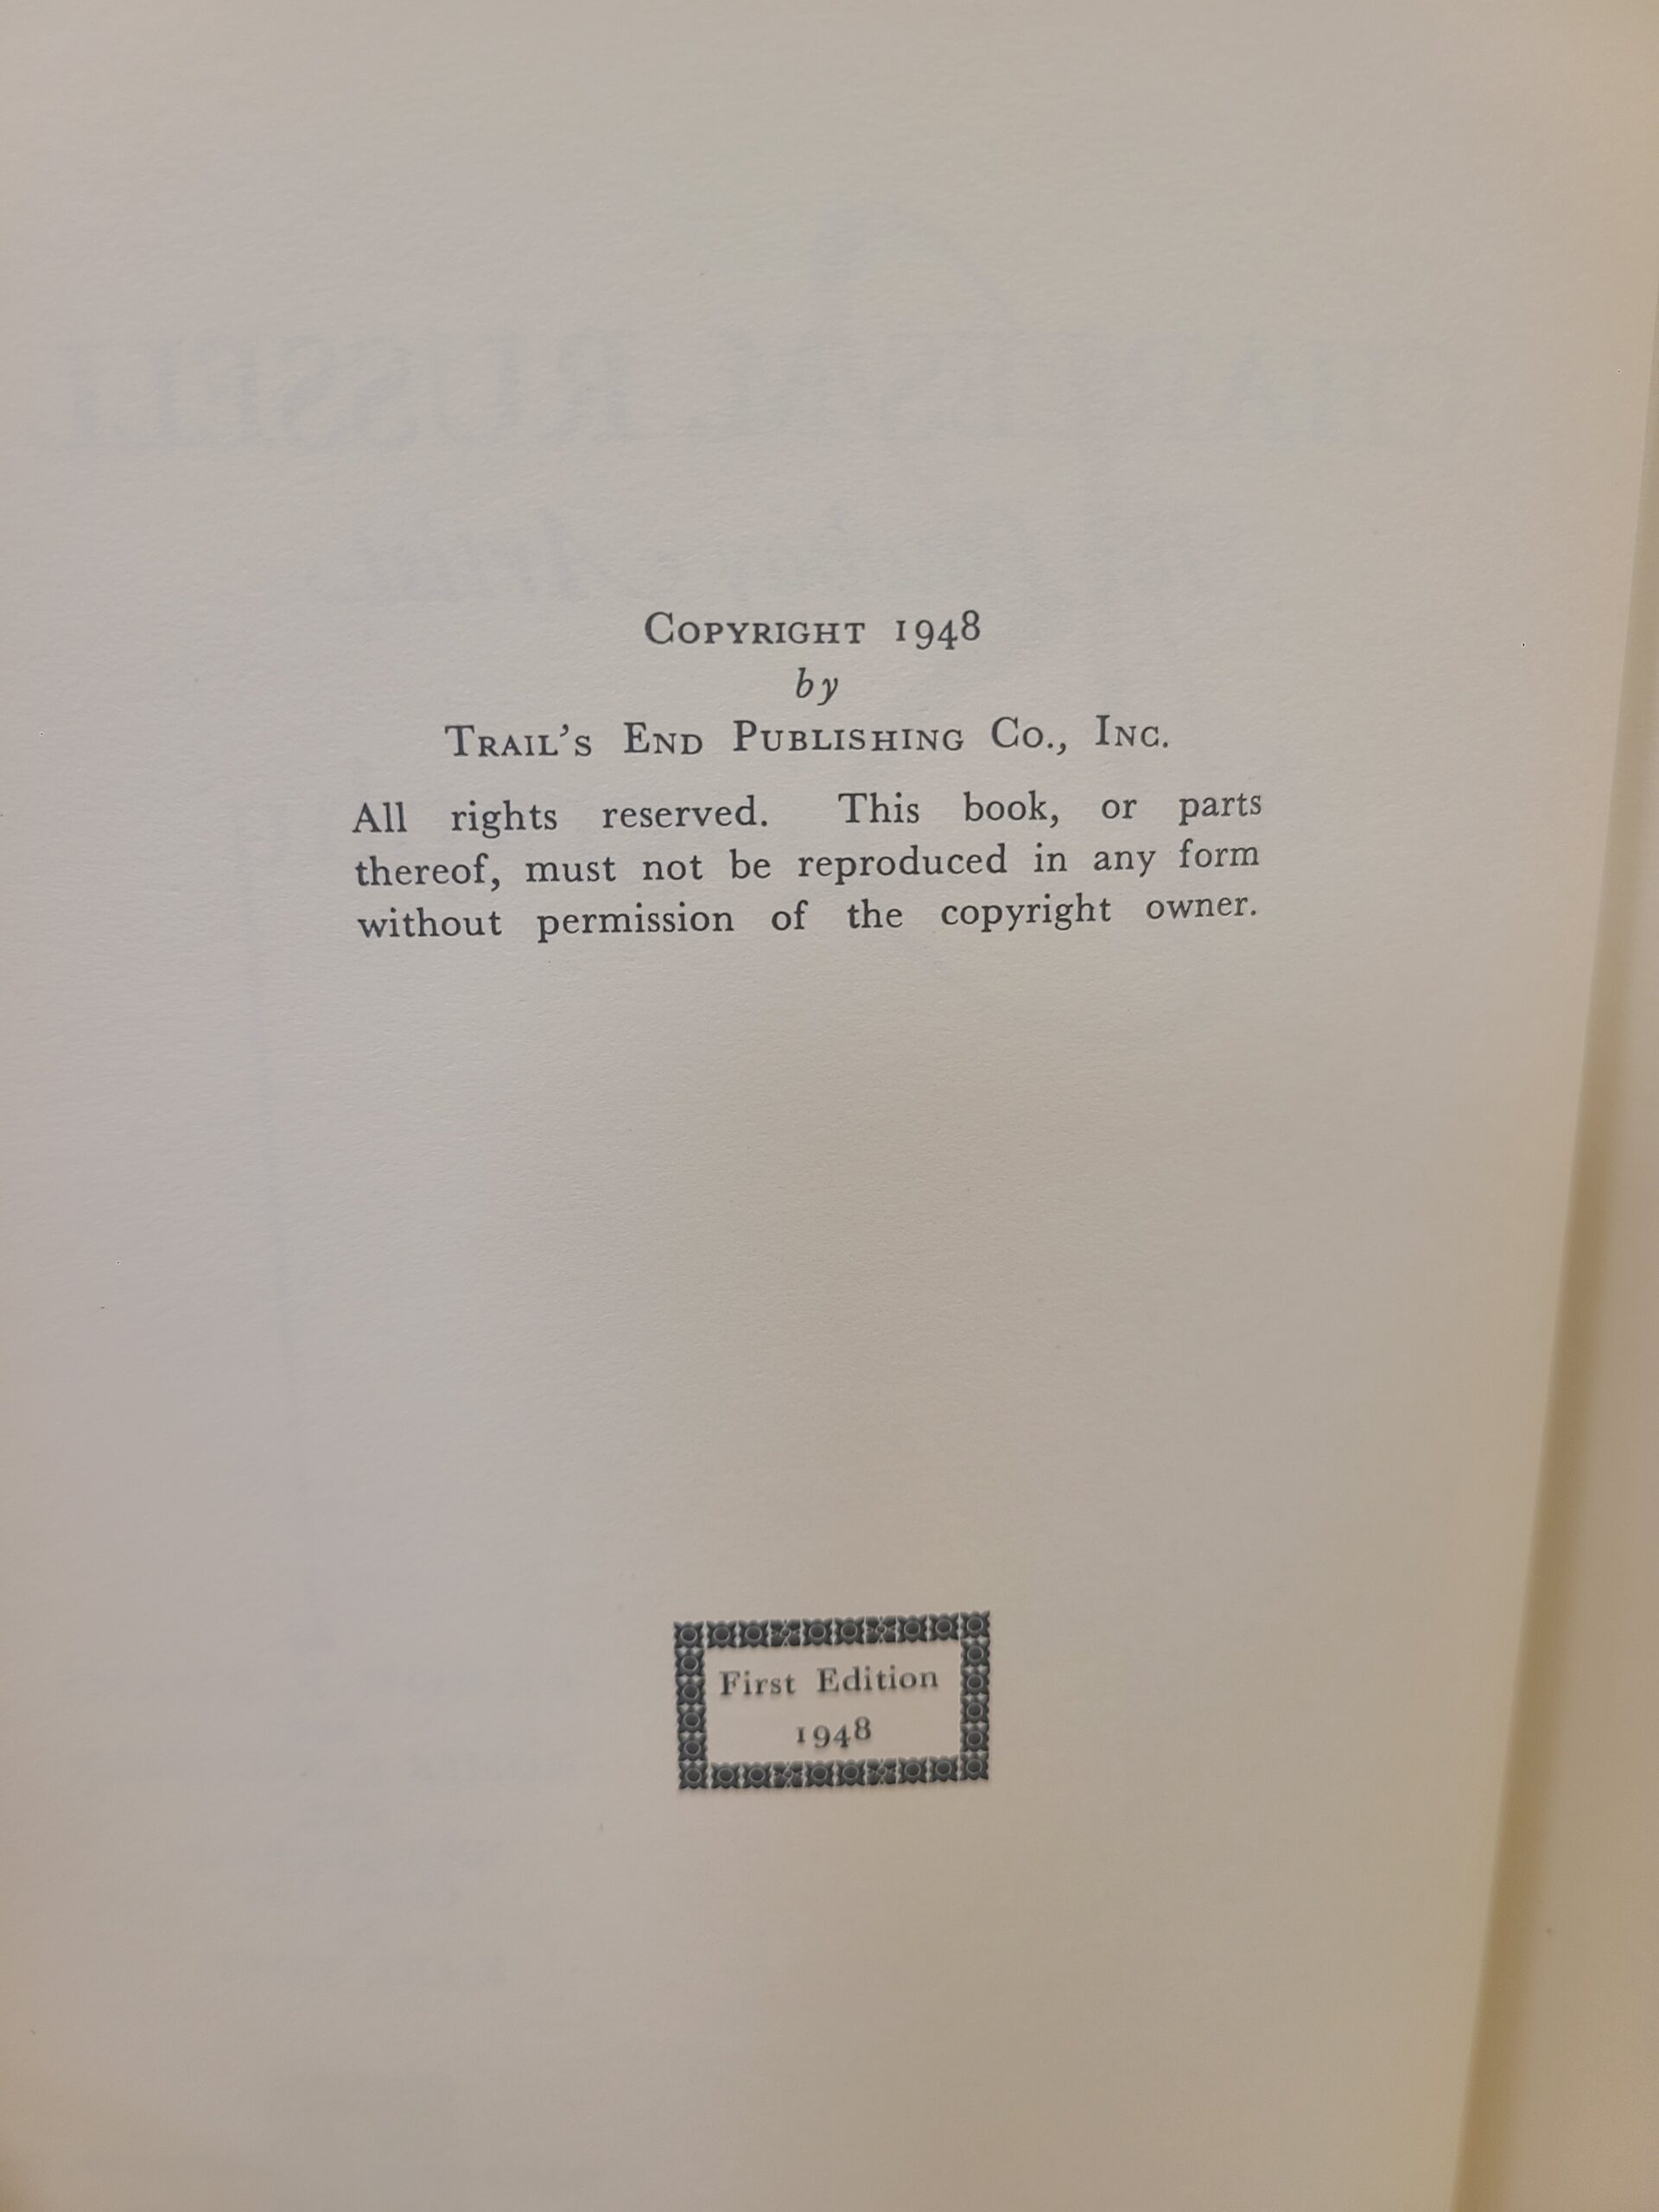 Copyright 1948
by
Trail's End Publishing Co., Inc.
All rights reserved. This book, or parts
thereof, must not be reproduced in any form
without permission of the copyright owner.
First Edition
1948